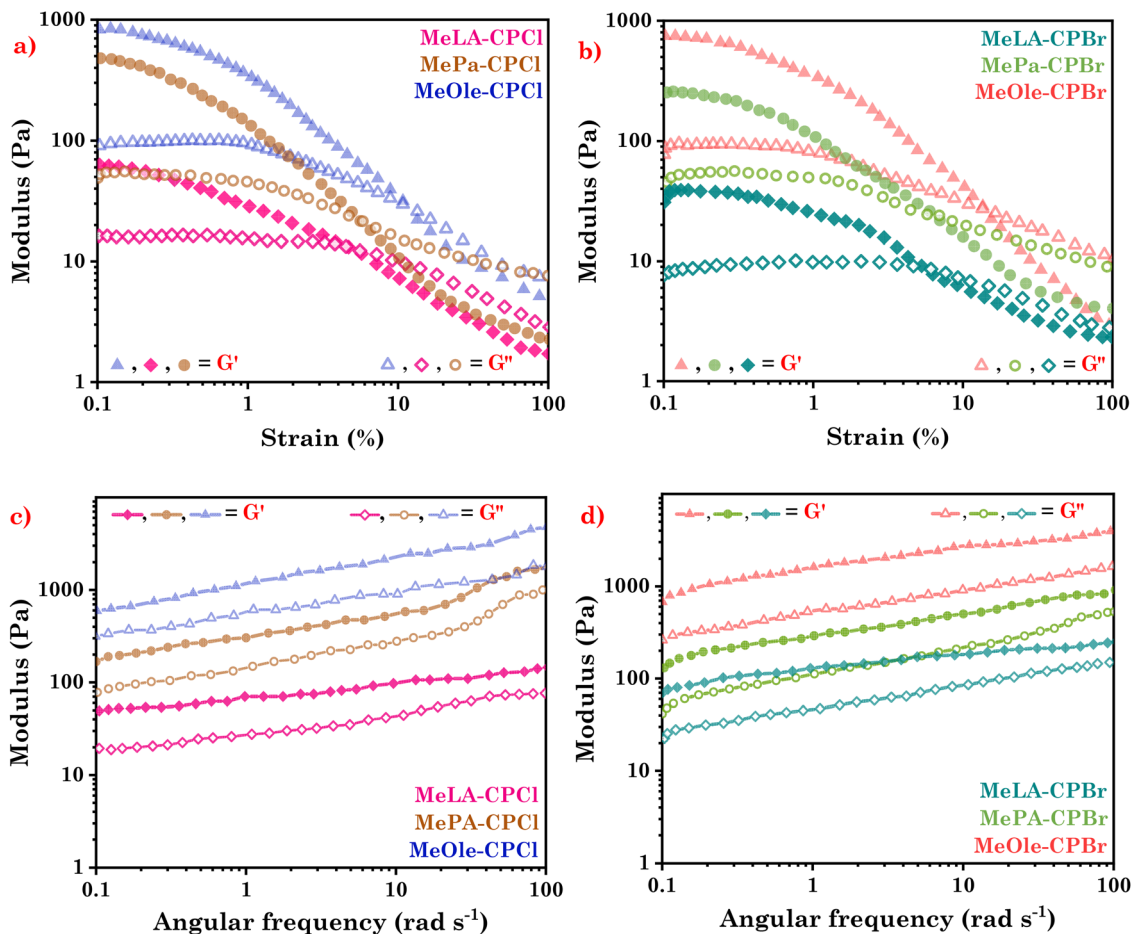 a)
1000
100
10
1
Modulus (Pa)
MeLA-CPCl
MePa-CPCl
MeOle-CPCl
, , = G'
, , = G"
0.1 1 10 100
Strain (%)
b)
1000
100
10
1
Modulus (Pa)
MeLA-CPBr
MePa-CPBr
MeOle-CPBr
, , = G'
, , = G"
0.1 1 10 100
Strain (%)
c)
1000
100
10
1
Modulus (Pa)
, , = G'
, , = G"
MeLA-CPCl
MePA-CPCl
MeOle-CPCl
0.1 1 10 100
Angular frequency (rad s-1)
d)
1000
100
10
1
Modulus (Pa)
, , = G'
, , = G"
MeLA-CPBr
MePA-CPBr
MeOle-CPBr
0.1 1 10 100
Angular frequency (rad s-1)